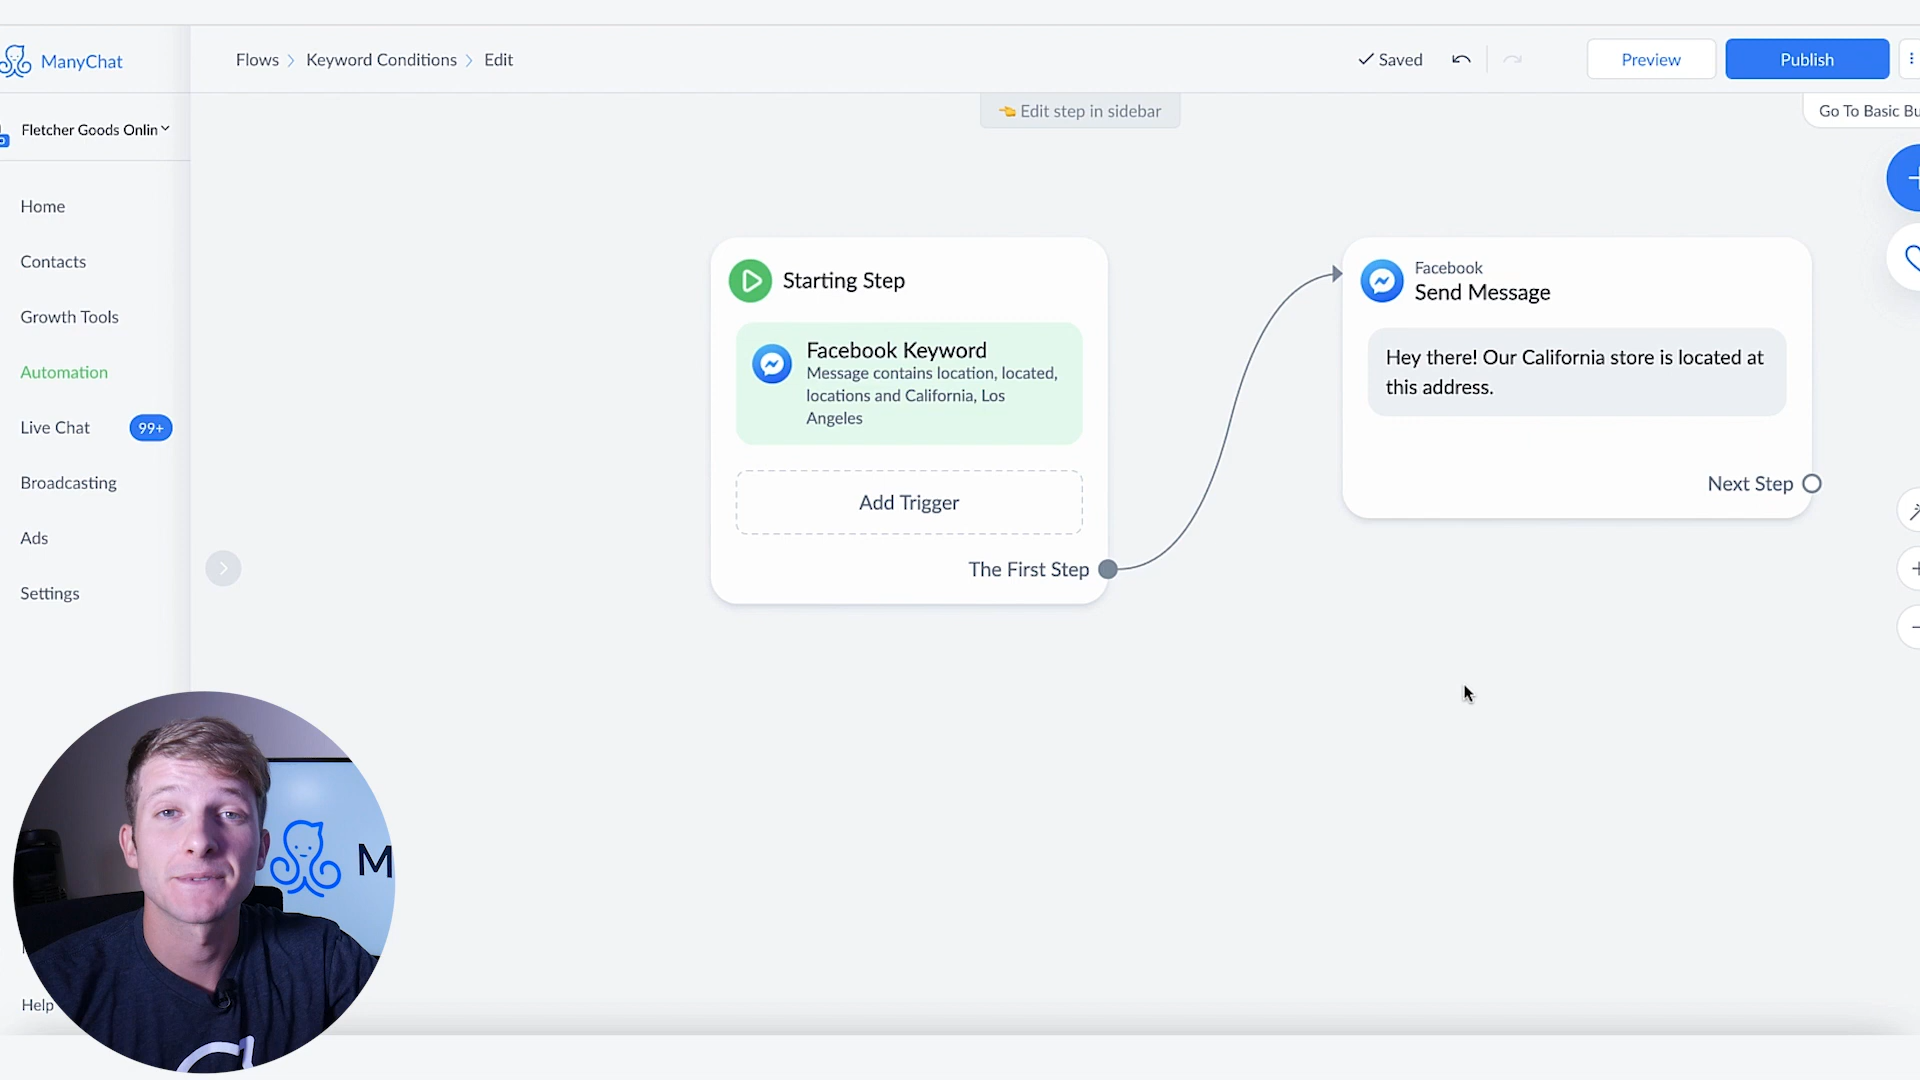 ManyChat
Flows
Keyword Conditions
Edit
Saved
Preview
Publish
Fletcher Goods Onlin
Edit step in sidebar
Go To Basic Bu
Home
Contacts
Growth Tools
Automation
Live Chat
99+
Broadcasting
Ads
Settings
Help
Starting Step
Facebook Keyword
Message contains location, located,
locations and California, Los
Angeles
Add Trigger
The First Step
Facebook
Send Message
Hey there! Our California store is located at
this address.
Next Step
M